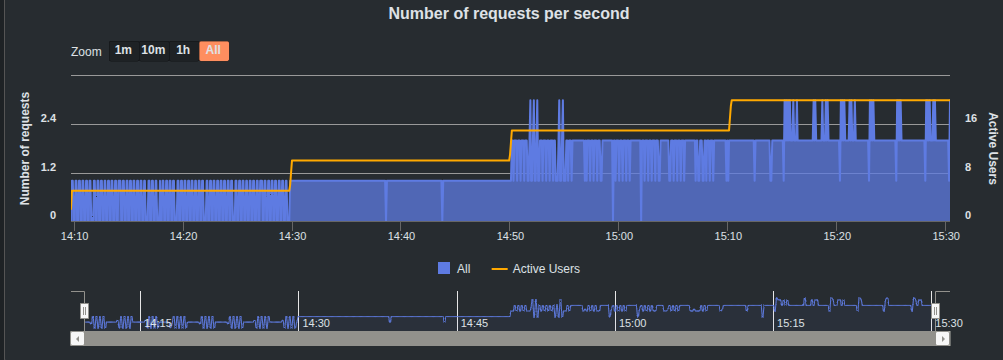 Number of requests per second
Zoom 1m 10m 1h All
Number of requests
Active Users
2.4 16
1.2 8
0 0
14:10 14:20 14:30 14:40 14:50 15:00 15:10 15:20 15:30
All Active Users
14:15 14:30 14:45 15:00 15:15 15:30